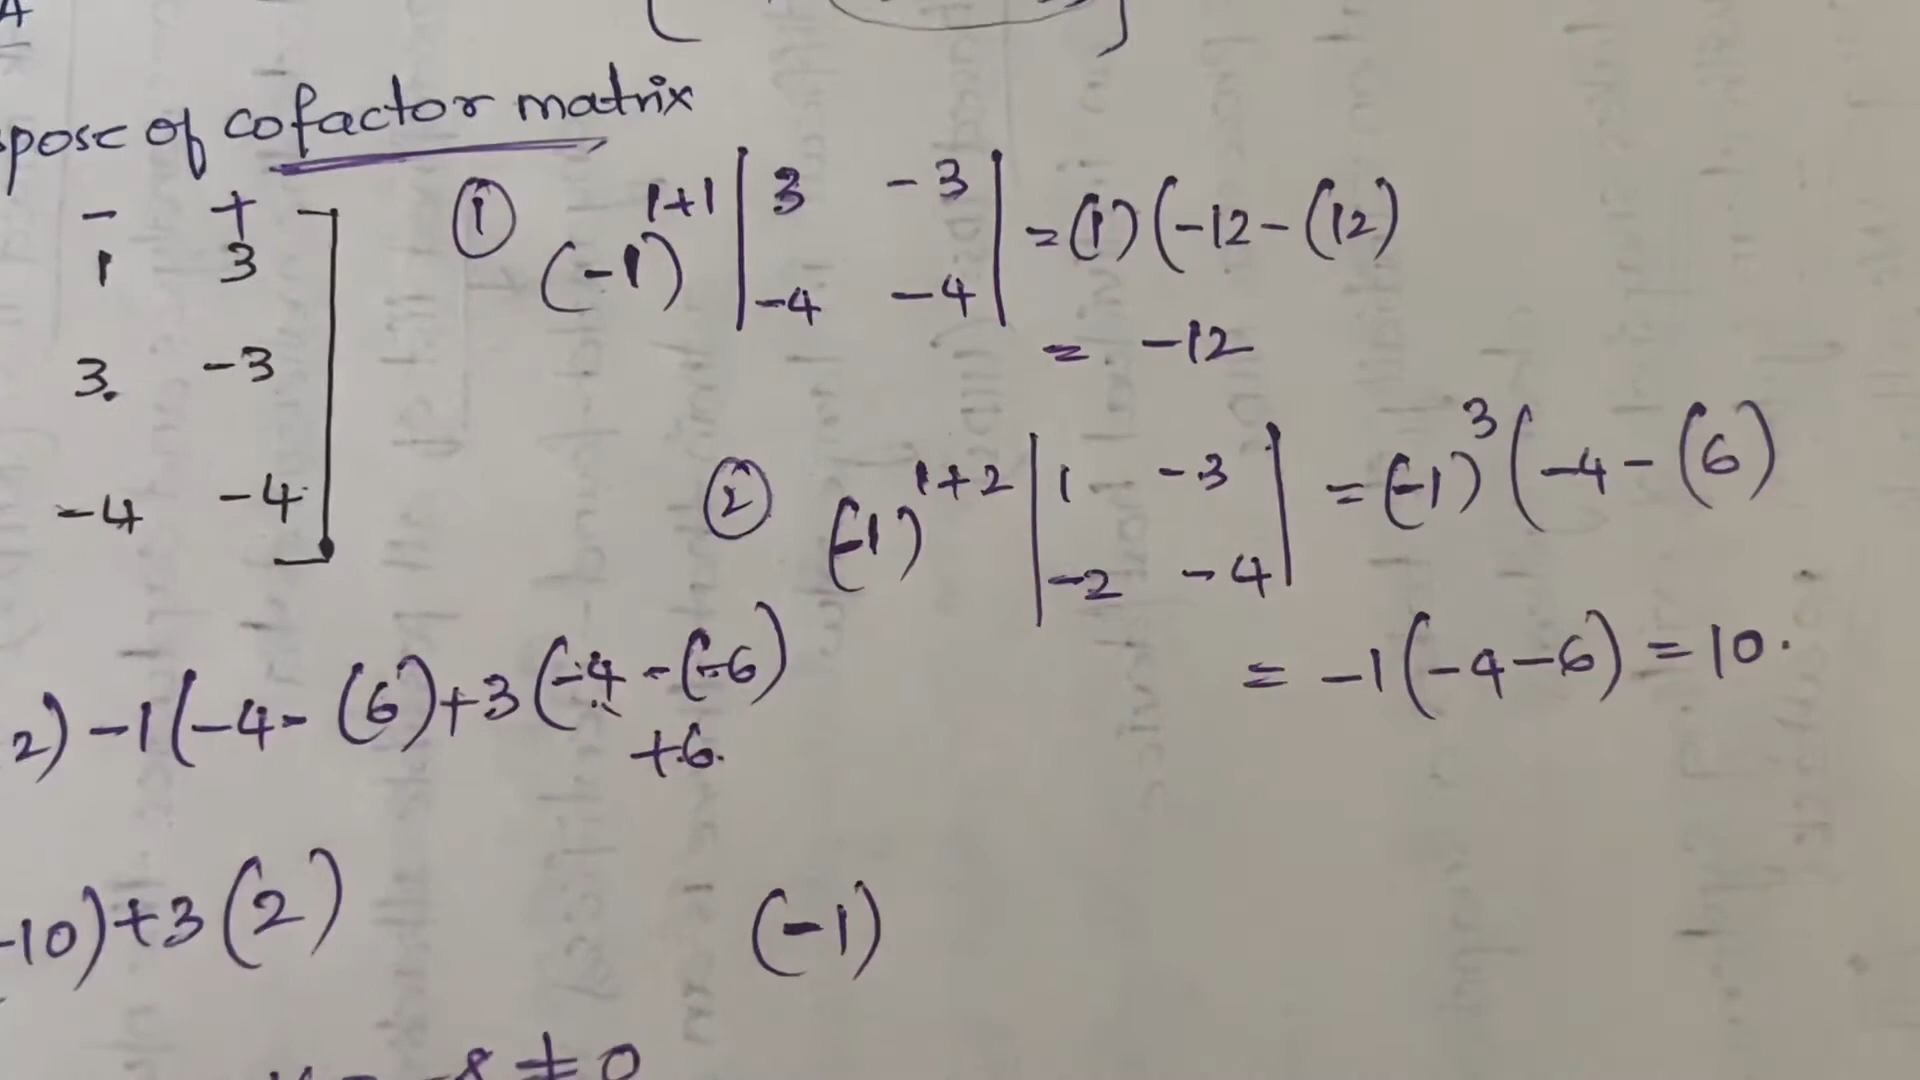 pose of cofactor matrix
- +
1 3
3. -3
-4 -4
① (-1)^{1+1} | 3 -3 | = (1)(-12-(12)
| -4 -4 |
= -12
② (-1)^{1+2} | 1 -3 | = (-1)^3 (-4-(6)
| -2 -4 |
= -1(-4-6) = 10.
2) -1(-4-(6)+3(-4-(-6)
+6.
-10)+3(2)
(-1)
-8 ≠ 0